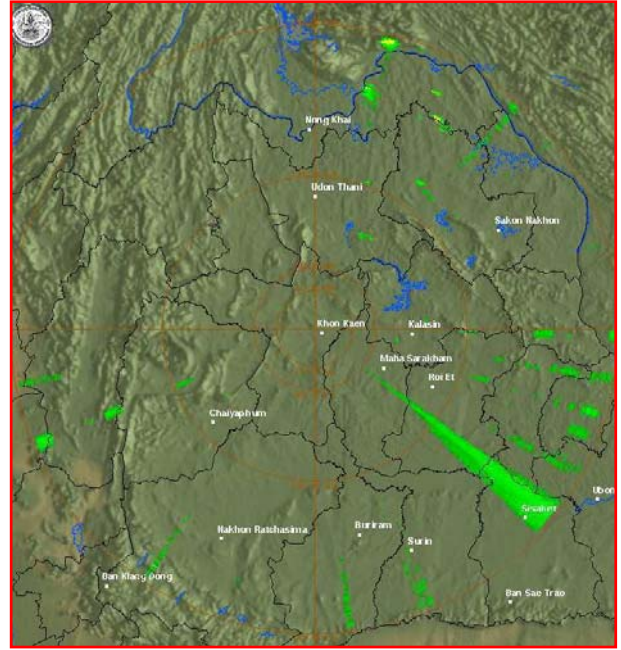 Nong Khai
Udon Thani
Sakon Nakhon
Khon Kaen
Kalasin
Maha Sarakham
Roi Et
Chaiyaphum
Ubon
Sisaket
Nakhon Ratchasima
Buriram
Surin
Ban Klang Dong
Ban Sae Trao